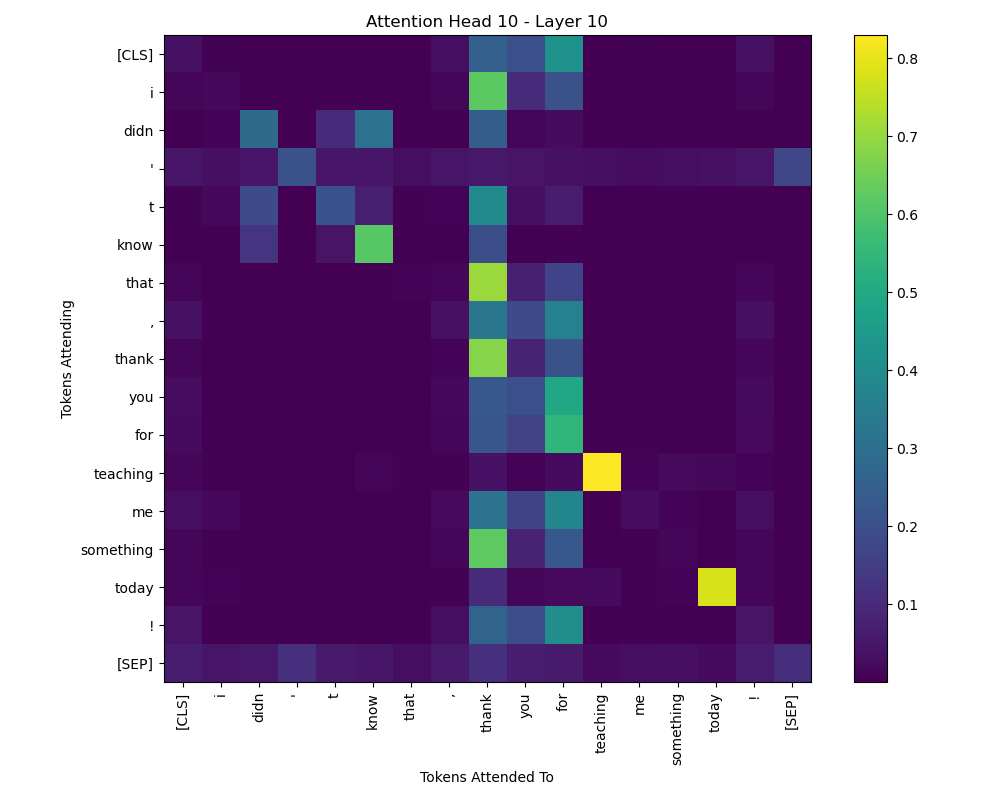 Attention Head 10 - Layer 10
Tokens Attending
[CLS]
i
didn
'
t
know
that
,
thank
you
for
teaching
me
something
today
!
[SEP]
[CLS]
i
didn
'
t
know
that
,
thank
you
for
teaching
me
something
today
!
[SEP]
Tokens Attended To
0.8
0.7
0.6
0.5
0.4
0.3
0.2
0.1